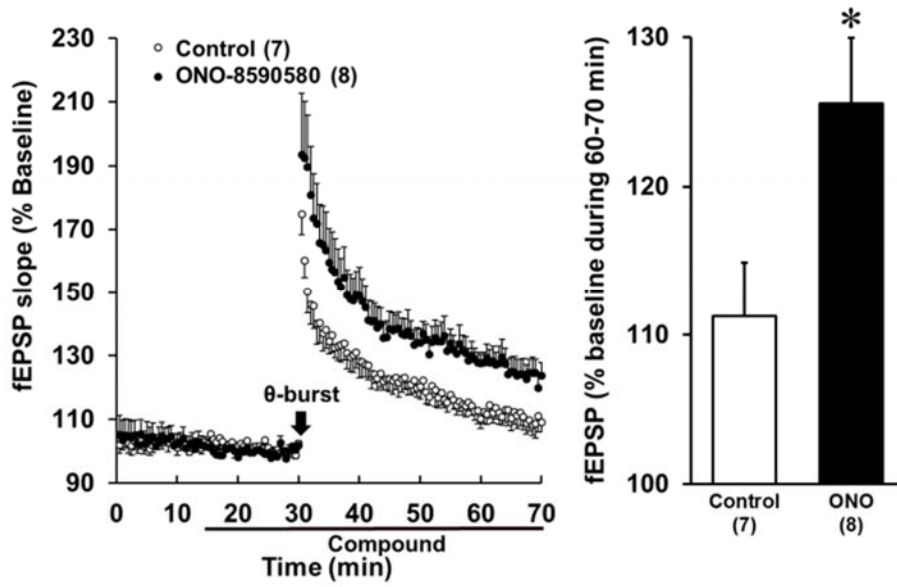 fEPSP slope (% Baseline)
230
210
190
170
150
130
110
90
Control (7)
ONO-8590580 (8)
θ-burst
0 10 20 30 40 50 60 70
Compound
Time (min)
fEPSP (% baseline during 60-70 min)
130
120
110
100
*
Control
(7)
ONO
(8)